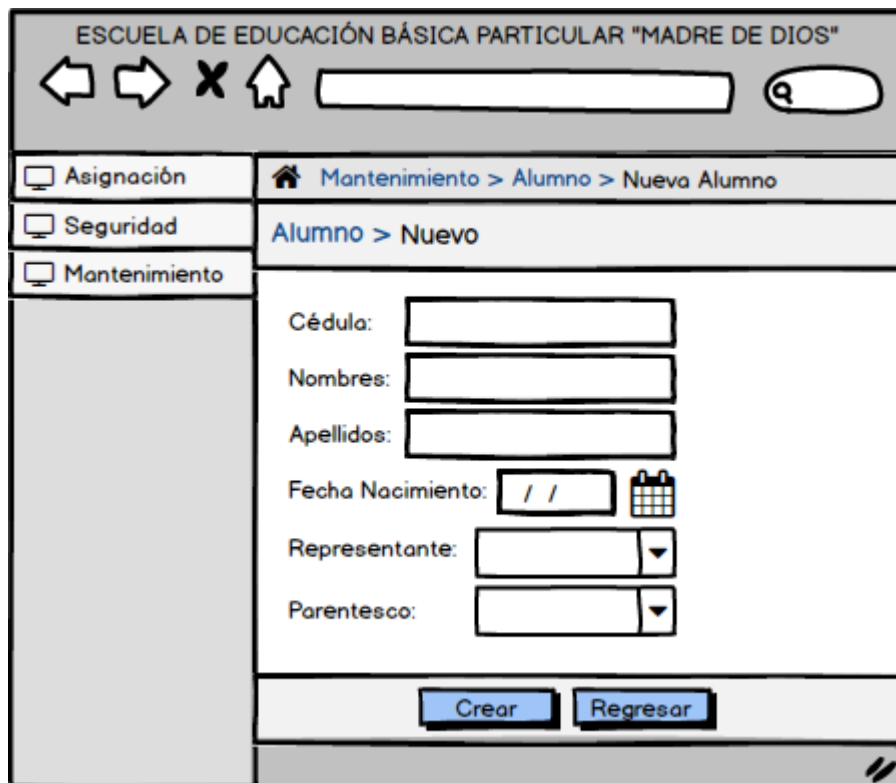 ESCUELA DE EDUCACIÓN BÁSICA PARTICULAR "MADRE DE DIOS"
Asignación
Seguridad
Mantenimiento
Mantenimiento > Alumno > Nueva Alumno
Alumno > Nuevo
Cédula:
Nombres:
Apellidos:
Fecha Nacimiento: / /
Representante:
Parentesco:
Crear Regresar